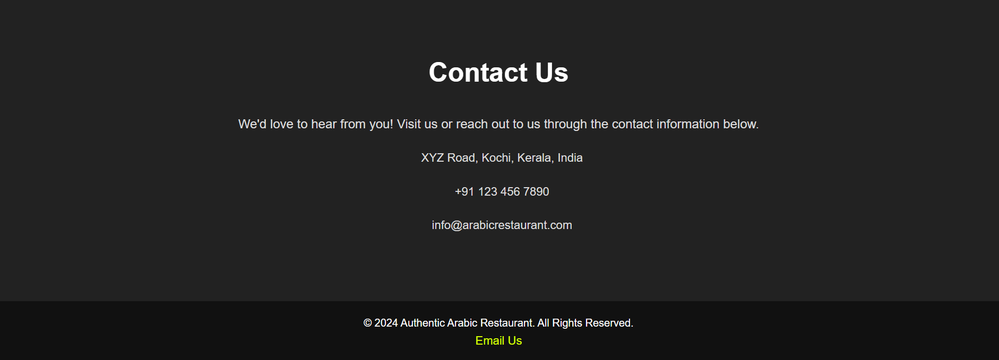 Contact Us
We'd love to hear from you! Visit us or reach out to us through the contact information below.
XYZ Road, Kochi, Kerala, India
+91 123 456 7890
info@arabicrestaurant.com
© 2024 Authentic Arabic Restaurant. All Rights Reserved.
Email Us